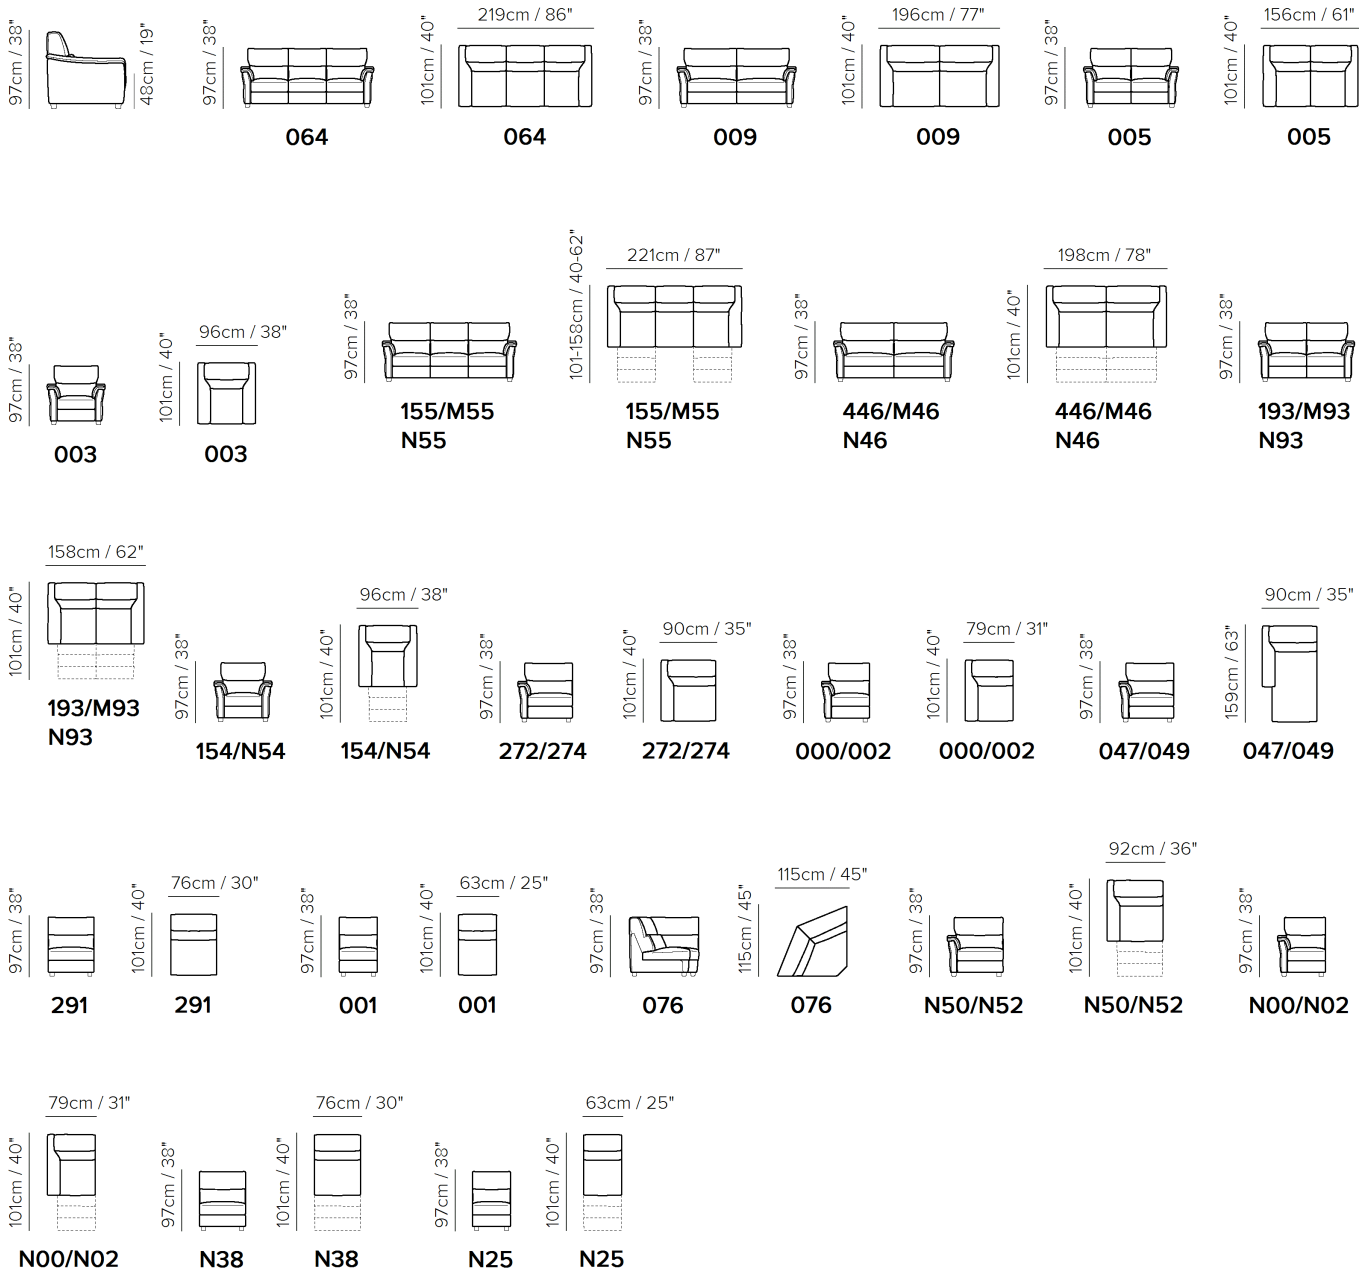 97cm / 38"
48cm / 19"
97cm / 38"
064
101cm / 40"
219cm / 86"
064
97cm / 38"
009
101cm / 40"
196cm / 77"
009
97cm / 38"
005
101cm / 40"
156cm / 61"
005
97cm / 38"
003
101cm / 40"
96cm / 38"
003
97cm / 38"
155/M55
N55
101-158cm / 40-62"
221cm / 87"
155/M55
N55
97cm / 38"
446/M46
N46
101cm / 40"
198cm / 78"
446/M46
N46
97cm / 38"
193/M93
N93
101cm / 40"
158cm / 62"
193/M93
N93
97cm / 38"
154/N54
101cm / 40"
96cm / 38"
154/N54
97cm / 38"
272/274
101cm / 40"
90cm / 35"
272/274
97cm / 38"
000/002
101cm / 40"
79cm / 31"
000/002
97cm / 38"
047/049
159cm / 63"
90cm / 35"
047/049
97cm / 38"
291
101cm / 40"
76cm / 30"
291
97cm / 38"
001
101cm / 40"
63cm / 25"
001
97cm / 38"
076
115cm / 45"
115cm / 45"
076
97cm / 38"
N50/N52
101cm / 40"
92cm / 36"
N50/N52
97cm / 38"
N00/N02
101cm / 40"
79cm / 31"
N00/N02
97cm / 38"
N38
101cm / 40"
76cm / 30"
N38
97cm / 38"
N25
101cm / 40"
63cm / 25"
N25